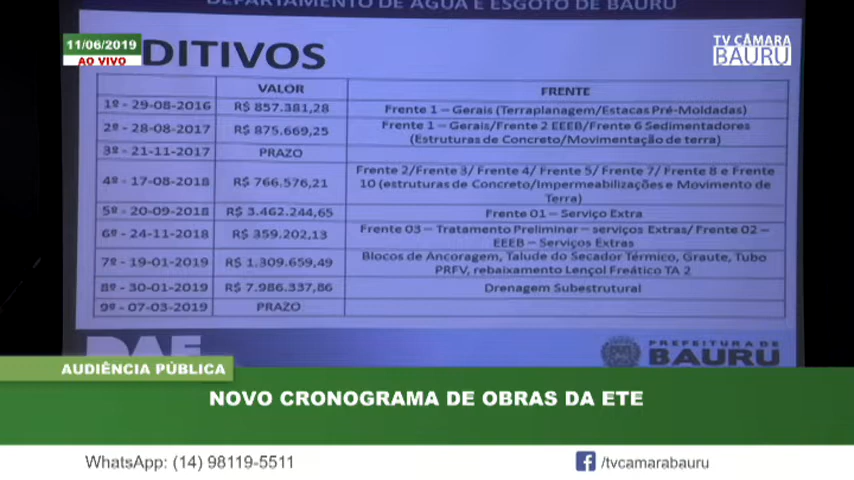 DEPARTAMENTO DE ÁGUA E ESGOTO DE BAURU
11/06/2019
AO VIVO
DITIVOS
TV CÂMARA
BAURU
VALOR FRENTE
1º - 29-08-2016 R$ 857.381,28 Frente 1 – Gerais (Terraplanagem/Estacas Pré-Moldadas)
2º - 28-08-2017 R$ 875.669,25 Frente 1 – Gerais/Frente 2 EEEB/Frente 6 Sedimentadores
(Estruturas de Concreto/Movimentação de terra)
3º - 21-11-2017 PRAZO
4º - 17-08-2018 R$ 766.576,21 Frente 2/Frente 3/ Frente 4/ Frente 5/ Frente 7/ Frente 8 e Frente
10 (estruturas de Concreto/Impermeabilizações e Movimento de
Terra)
5º - 20-09-2018 R$ 3.462.244,65 Frente 01 – Serviço Extra
6º - 24-11-2018 R$ 359.202,13 Frente 03 – Tratamento Preliminar – serviços Extras/ Frente 02 –
EEEB – Serviços Extras
7º - 19-01-2019 R$ 1.309.659,49 Blocos de Ancoragem, Talude do Secador Térmico, Graute, Tubo
PRFV, rebaixamento Lençol Freático TA 2
8º - 30-01-2019 R$ 7.986.337,86 Drenagem Subestrutural
9º - 07-03-2019 PRAZO
DAE
PREFEITURA DE
BAURU
AUDIÊNCIA PÚBLICA
NOVO CRONOGRAMA DE OBRAS DA ETE
WhatsApp: (14) 98119-5511
/tvcamarabauru